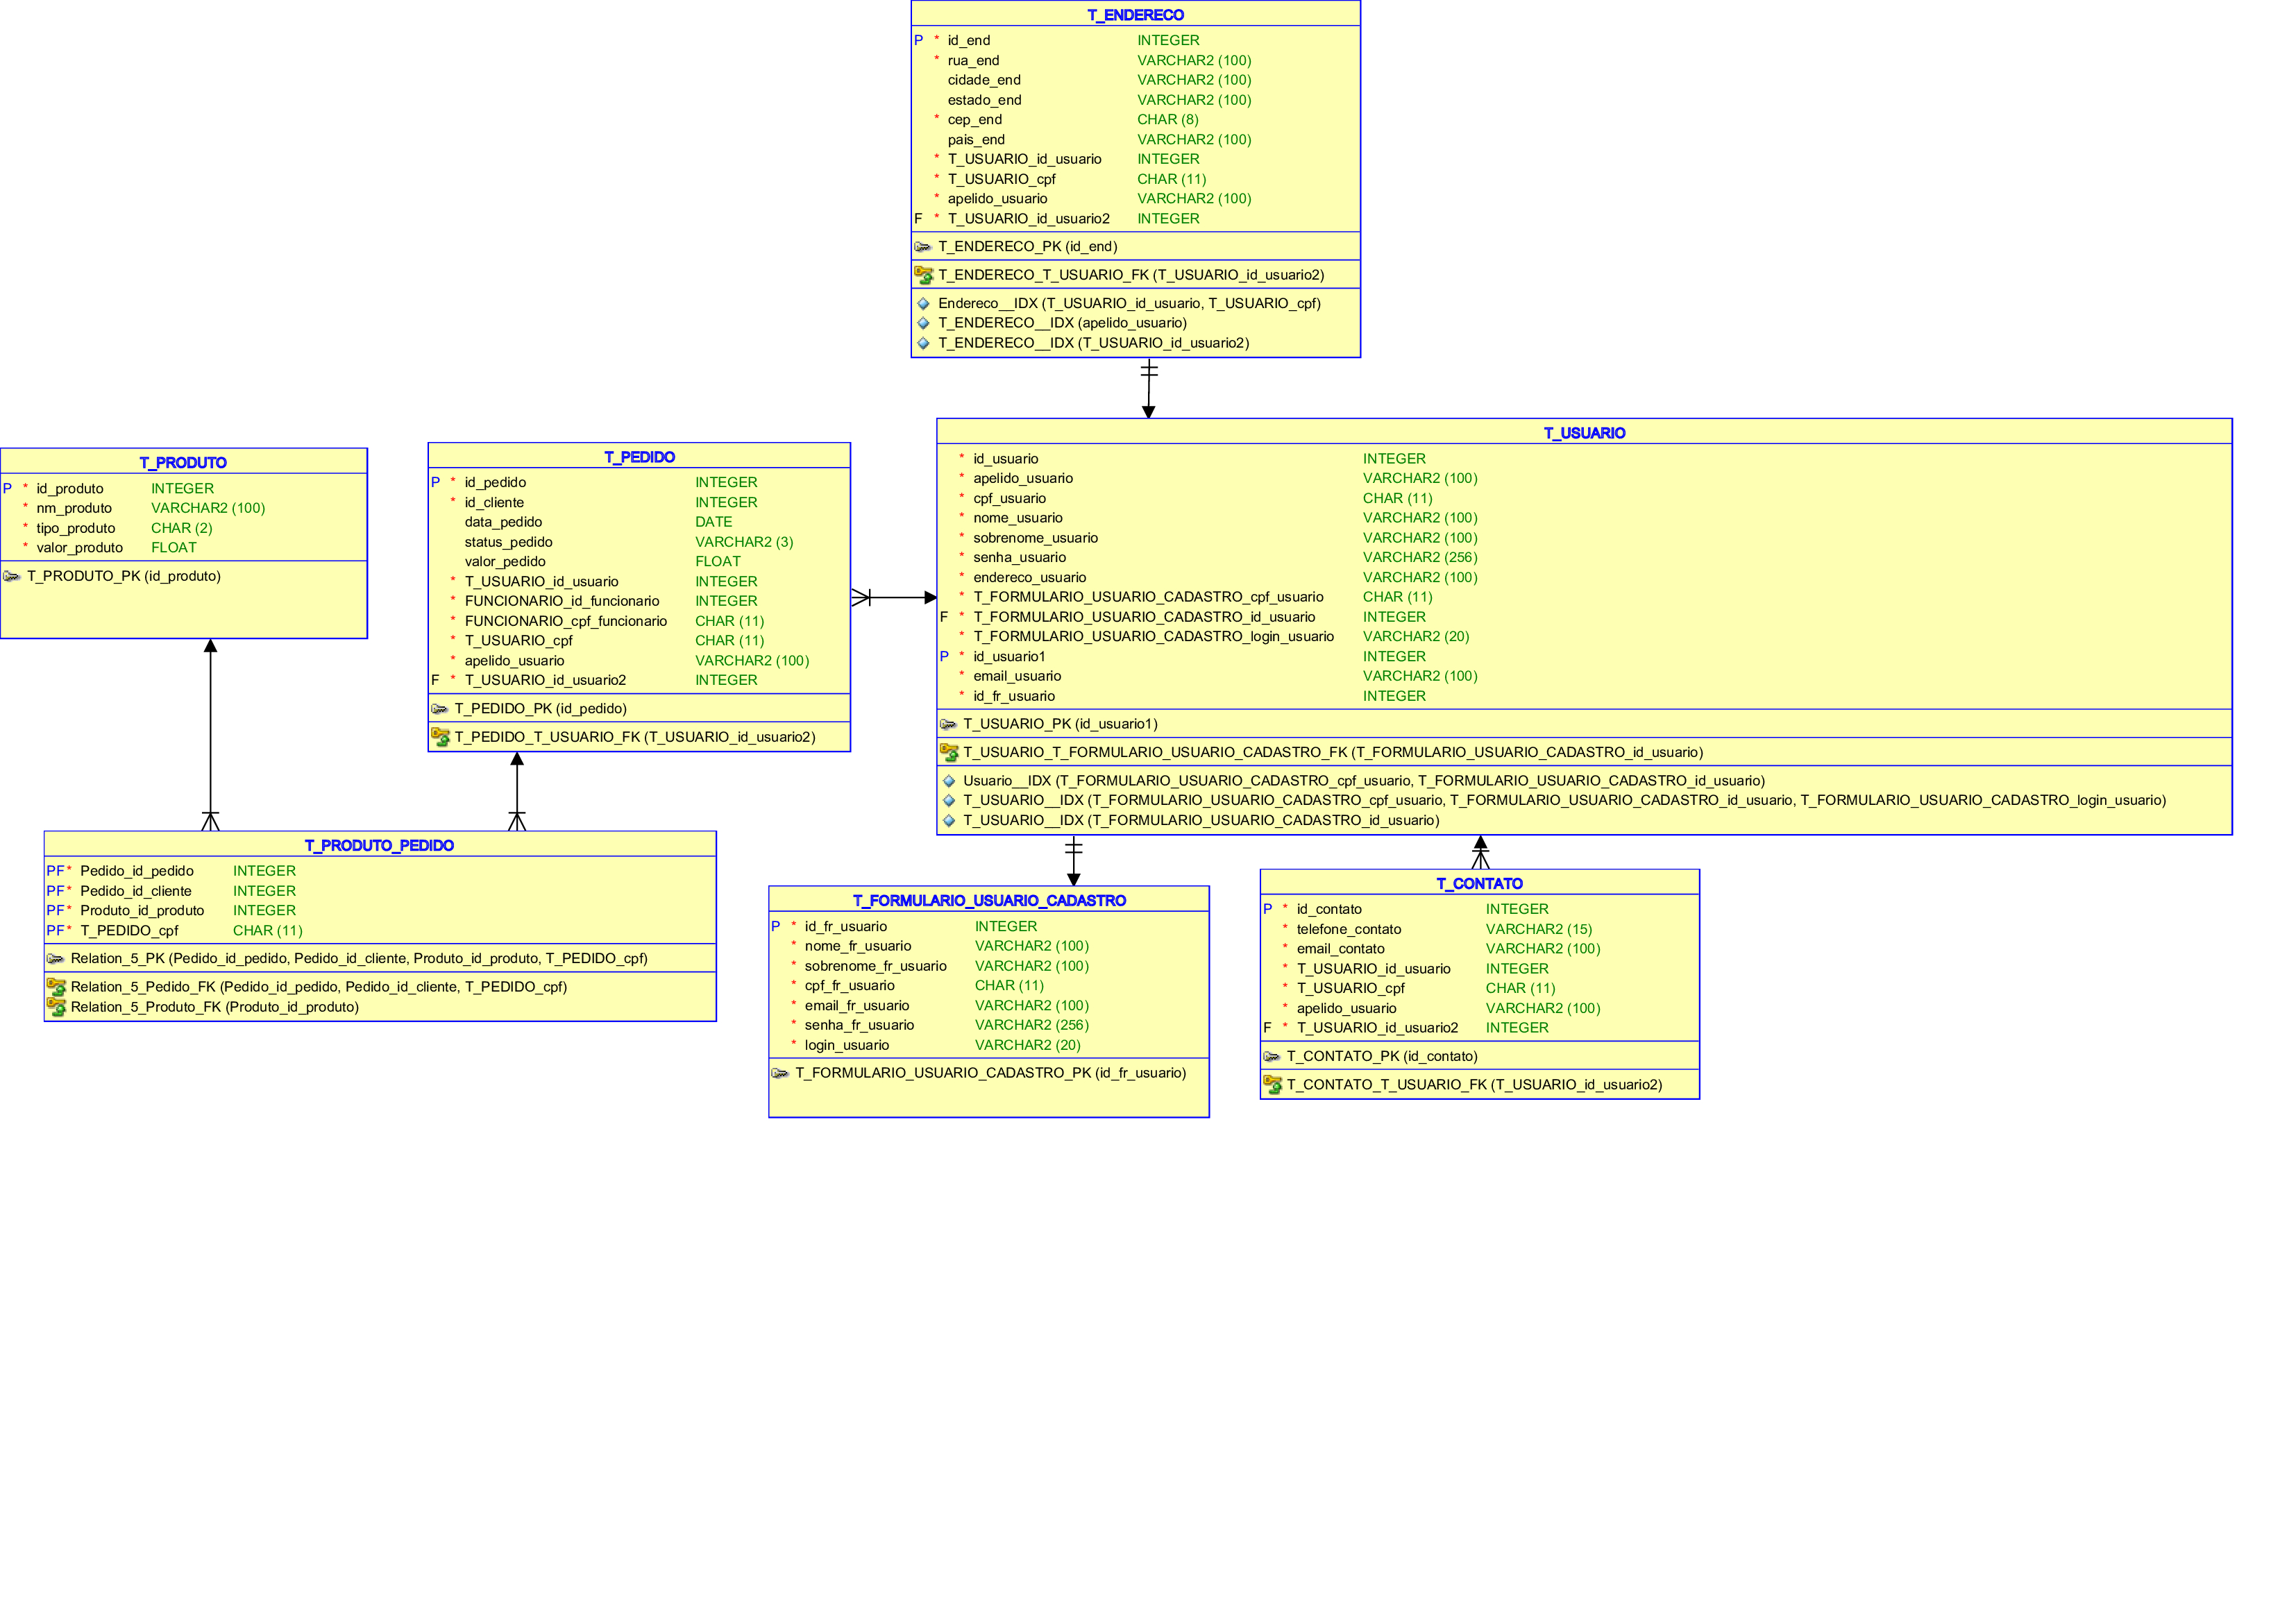 T_ENDERECO
P * id_end INTEGER
* rua_end VARCHAR2 (100)
cidade_end VARCHAR2 (100)
estado_end VARCHAR2 (100)
* cep_end CHAR (8)
pais_end VARCHAR2 (100)
* T_USUARIO_id_usuario INTEGER
* T_USUARIO_cpf CHAR (11)
* apelido_usuario VARCHAR2 (100)
F * T_USUARIO_id_usuario2 INTEGER
T_ENDERECO_PK (id_end)
T_ENDERECO_T_USUARIO_FK (T_USUARIO_id_usuario2)
Endereco__IDX (T_USUARIO_id_usuario, T_USUARIO_cpf)
T_ENDERECO__IDX (apelido_usuario)
T_ENDERECO__IDX (T_USUARIO_id_usuario2)
T_PRODUTO
P * id_produto INTEGER
* nm_produto VARCHAR2 (100)
* tipo_produto CHAR (2)
* valor_produto FLOAT
T_PRODUTO_PK (id_produto)
T_PEDIDO
P * id_pedido INTEGER
* id_cliente INTEGER
data_pedido DATE
status_pedido VARCHAR2 (3)
valor_pedido FLOAT
* T_USUARIO_id_usuario INTEGER
* FUNCIONARIO_id_funcionario INTEGER
* FUNCIONARIO_cpf_funcionario CHAR (11)
* T_USUARIO_cpf CHAR (11)
* apelido_usuario VARCHAR2 (100)
F * T_USUARIO_id_usuario2 INTEGER
T_PEDIDO_PK (id_pedido)
T_PEDIDO_T_USUARIO_FK (T_USUARIO_id_usuario2)
T_USUARIO
* id_usuario INTEGER
* apelido_usuario VARCHAR2 (100)
* cpf_usuario CHAR (11)
* nome_usuario VARCHAR2 (100)
* sobrenome_usuario VARCHAR2 (100)
* senha_usuario VARCHAR2 (256)
* endereco_usuario VARCHAR2 (100)
* T_FORMULARIO_USUARIO_CADASTRO_cpf_usuario CHAR (11)
F * T_FORMULARIO_USUARIO_CADASTRO_id_usuario INTEGER
* T_FORMULARIO_USUARIO_CADASTRO_login_usuario VARCHAR2 (20)
P * id_usuario1 INTEGER
* email_usuario VARCHAR2 (100)
* id_fr_usuario INTEGER
T_USUARIO_PK (id_usuario1)
T_USUARIO_T_FORMULARIO_USUARIO_CADASTRO_FK (T_FORMULARIO_USUARIO_CADASTRO_id_usuario)
Usuario__IDX (T_FORMULARIO_USUARIO_CADASTRO_cpf_usuario, T_FORMULARIO_USUARIO_CADASTRO_id_usuario)
T_USUARIO__IDX (T_FORMULARIO_USUARIO_CADASTRO_cpf_usuario, T_FORMULARIO_USUARIO_CADASTRO_id_usuario, T_FORMULARIO_USUARIO_CADASTRO_login_usuario)
T_USUARIO__IDX (T_FORMULARIO_USUARIO_CADASTRO_id_usuario)
T_PRODUTO_PEDIDO
PF * Pedido_id_pedido INTEGER
PF * Pedido_id_cliente INTEGER
PF * Produto_id_produto INTEGER
PF * T_PEDIDO_cpf CHAR (11)
Relation_5_PK (Pedido_id_pedido, Pedido_id_cliente, Produto_id_produto, T_PEDIDO_cpf)
Relation_5_Pedido_FK (Pedido_id_pedido, Pedido_id_cliente, T_PEDIDO_cpf)
Relation_5_Produto_FK (Produto_id_produto)
T_FORMULARIO_USUARIO_CADASTRO
P * id_fr_usuario INTEGER
* nome_fr_usuario VARCHAR2 (100)
* sobrenome_fr_usuario VARCHAR2 (100)
* cpf_fr_usuario CHAR (11)
* email_fr_usuario VARCHAR2 (100)
* senha_fr_usuario VARCHAR2 (256)
* login_usuario VARCHAR2 (20)
T_FORMULARIO_USUARIO_CADASTRO_PK (id_fr_usuario)
T_CONTATO
P * id_contato INTEGER
* telefone_contato VARCHAR2 (15)
* email_contato VARCHAR2 (100)
* T_USUARIO_id_usuario INTEGER
* T_USUARIO_cpf CHAR (11)
* apelido_usuario VARCHAR2 (100)
F * T_USUARIO_id_usuario2 INTEGER
T_CONTATO_PK (id_contato)
T_CONTATO_T_USUARIO_FK (T_USUARIO_id_usuario2)